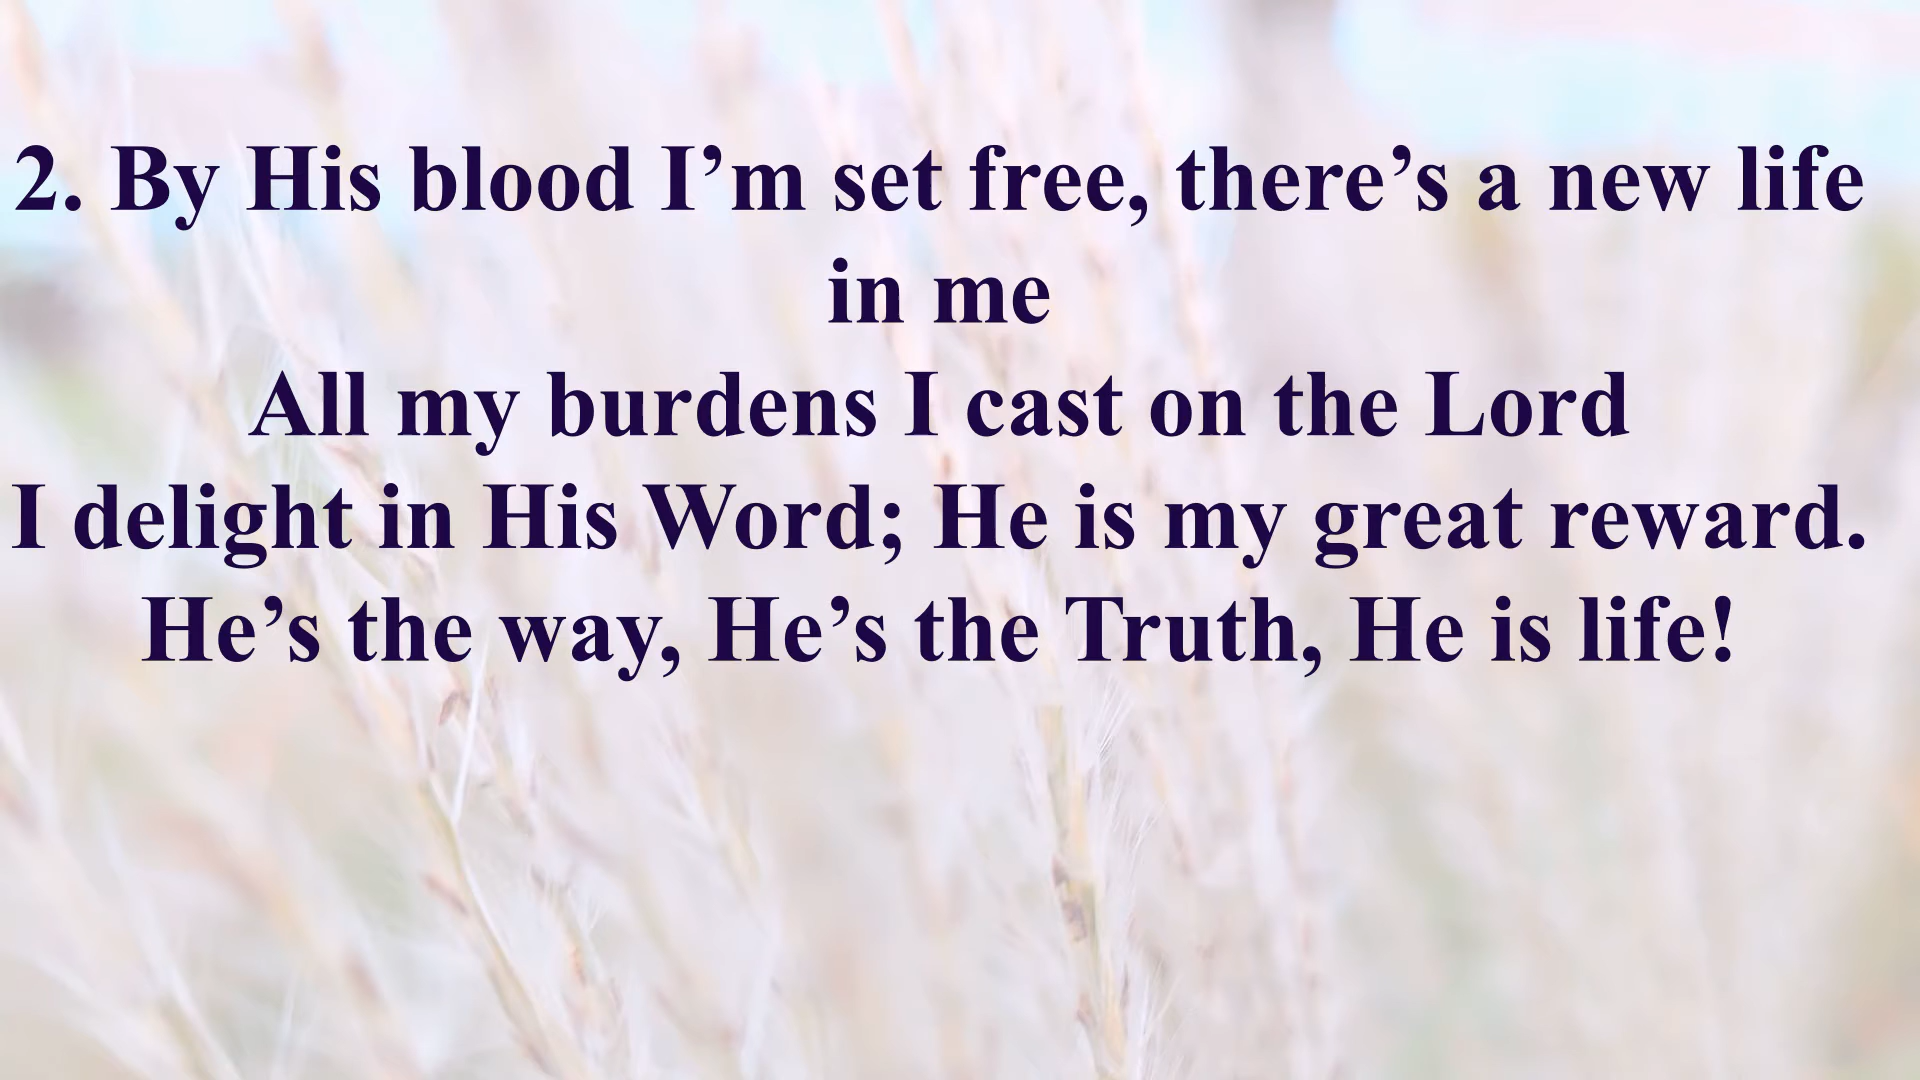 2. By His blood I’m set free, there’s a new life
in me
All my burdens I cast on the Lord
I delight in His Word; He is my great reward.
He’s the way, He’s the Truth, He is life!